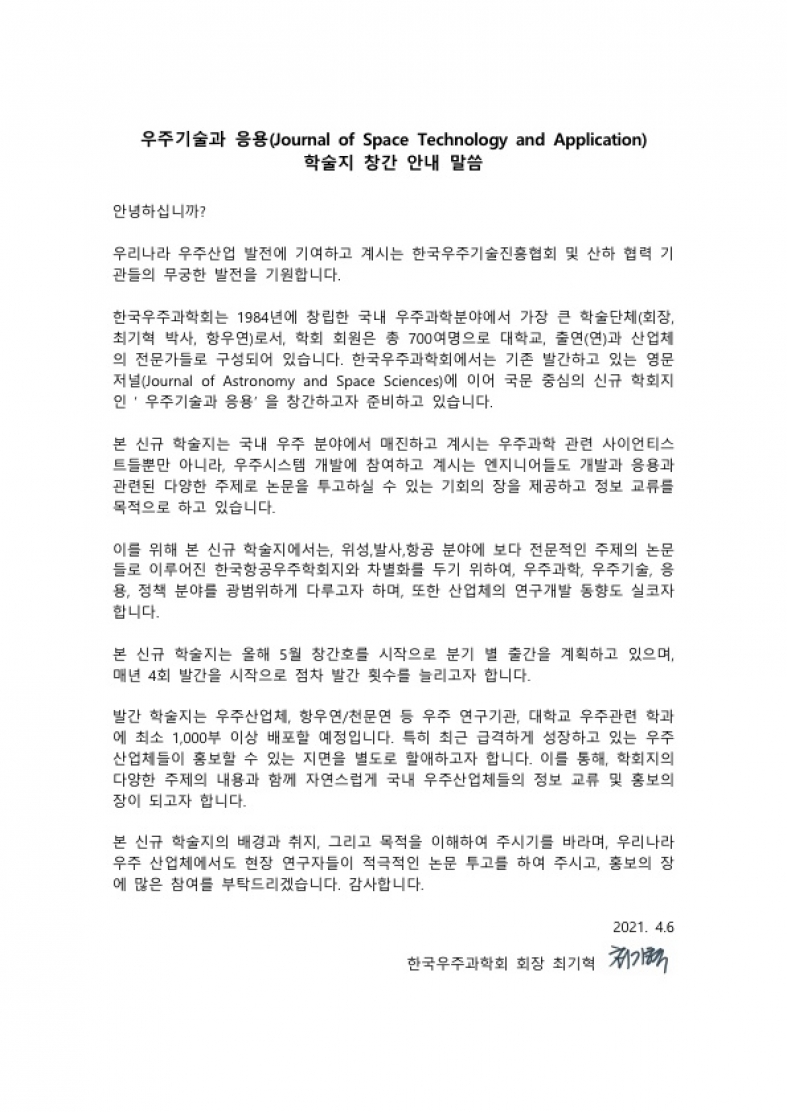 우주기술과 응용(Journal of Space Technology and Application)
학술지 창간 안내 말씀
안녕하십니까?
우리나라 우주산업 발전에 기여하고 계시는 한국우주기술진흥협회 및 산하 협력 기
관들의 무궁한 발전을 기원합니다.
한국우주과학회는 1984년에 창립한 국내 우주과학분야에서 가장 큰 학술단체(회장,
최기혁 박사, 항우연)로서, 학회 회원은 총 700여명으로 대학교, 출연(연)과 산업체
의 전문가들로 구성되어 있습니다. 한국우주과학회에서는 기존 발간하고 있는 영문
저널(Journal of Astronomy and Space Sciences)에 이어 국문 중심의 신규 학회지
인 ' 우주기술과 응용' 을 창간하고자 준비하고 있습니다.
본 신규 학술지는 국내 우주 분야에서 매진하고 계시는 우주과학 관련 사이언티스
트들뿐만 아니라, 우주시스템 개발에 참여하고 계시는 엔지니어들도 개발과 응용과
관련된 다양한 주제로 논문을 투고하실 수 있는 기회의 장을 제공하고 정보 교류를
목적으로 하고 있습니다.
이를 위해 본 신규 학술지에서는, 위성,발사,항공 분야에 보다 전문적인 주제의 논문
들로 이루어진 한국항공우주학회지와 차별화를 두기 위하여, 우주과학, 우주기술, 응
용, 정책 분야를 광범위하게 다루고자 하며, 또한 산업체의 연구개발 동향도 실코자
합니다.
본 신규 학술지는 올해 5월 창간호를 시작으로 분기 별 출간을 계획하고 있으며,
매년 4회 발간을 시작으로 점차 발간 횟수를 늘리고자 합니다.
발간 학술지는 우주산업체, 항우연/천문연 등 우주 연구기관, 대학교 우주관련 학과
에 최소 1,000부 이상 배포할 예정입니다. 특히 최근 급격하게 성장하고 있는 우주
산업체들이 홍보할 수 있는 지면을 별도로 할애하고자 합니다. 이를 통해, 학회지의
다양한 주제의 내용과 함께 자연스럽게 국내 우주산업체들의 정보 교류 및 홍보의
장이 되고자 합니다.
본 신규 학술지의 배경과 취지, 그리고 목적을 이해하여 주시기를 바라며, 우리나라
우주 산업체에서도 현장 연구자들이 적극적인 논문 투고를 하여 주시고, 홍보의 장
에 많은 참여를 부탁드리겠습니다. 감사합니다.
2021. 4.6
한국우주과학회 회장 최기혁 최기혁